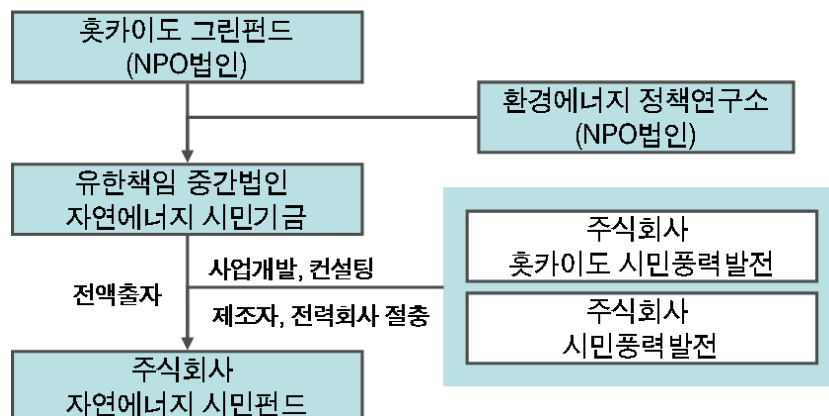 홋카이도 그린펀드
(NPO법인)
환경에너지 정책연구소
(NPO법인)
유한책임 중간법인
자연에너지 시민기금
주식회사
홋카이도 시민풍력발전
사업개발, 컨설팅
전액출자
제조자, 전력회사 절충
주식회사
시민풍력발전
주식회사
자연에너지 시민펀드